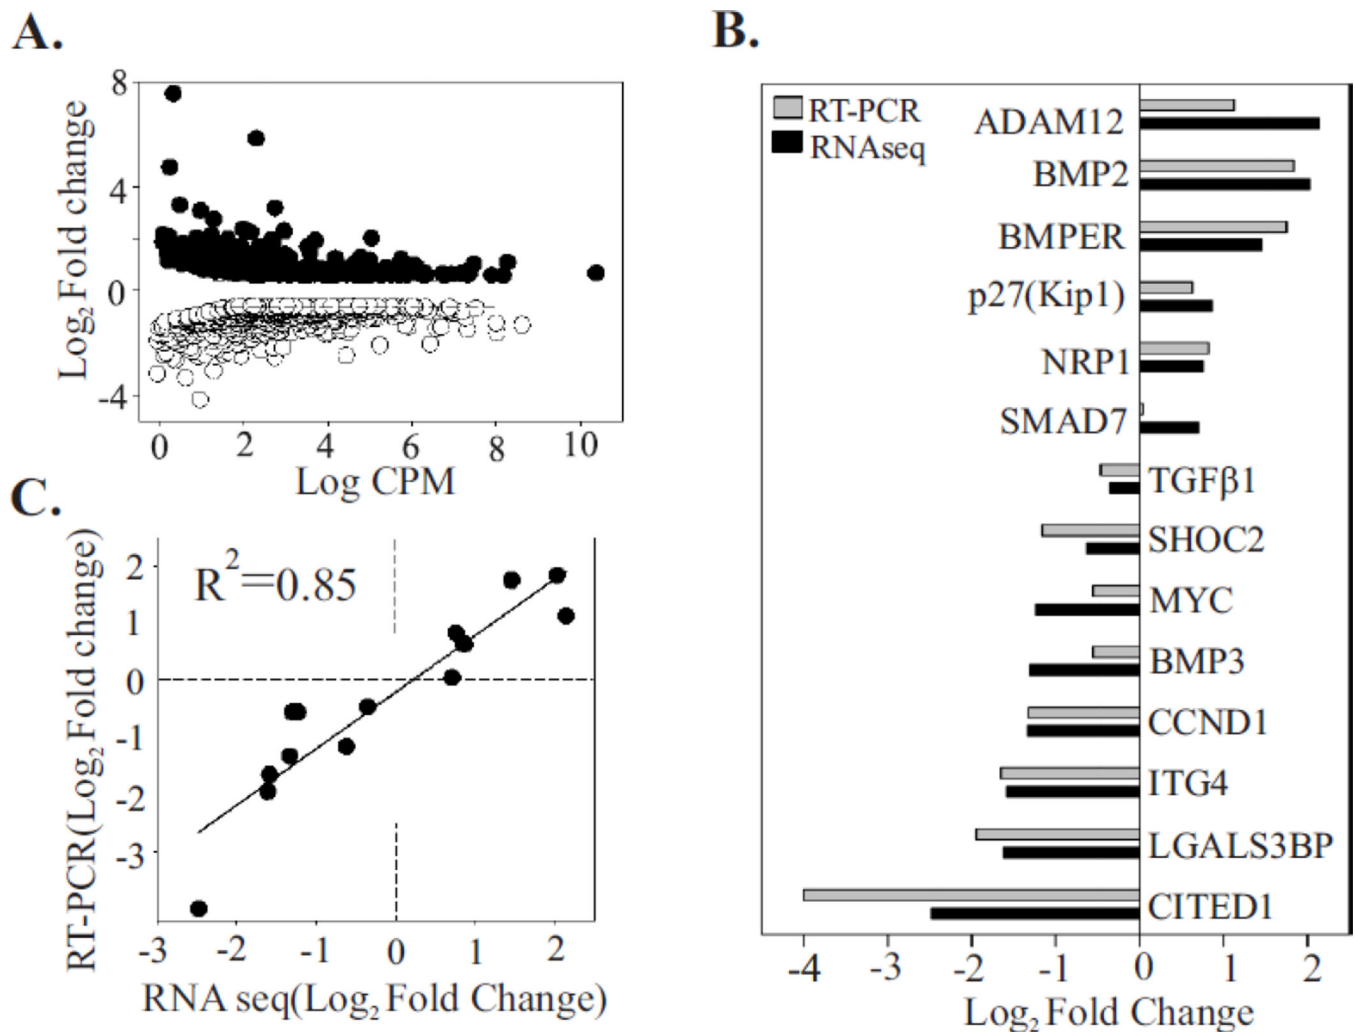 A.
8
4
0
-4
Log₂ Fold change
0 2 4 6 8 10
Log CPM
B.
RT-PCR
RNAseq
ADAM12
BMP2
BMPER
p27(Kip1)
NRP1
SMAD7
TGFβ1
SHOC2
MYC
BMP3
CCND1
ITG4
LGALS3BP
CITED1
-4 -3 -2 -1 0 1 2
Log₂ Fold Change
C.
R²=0.85
2
1
0
-1
-2
-3
RT-PCR(Log₂ Fold change)
-3 -2 -1 0 1 2
RNA seq(Log₂ Fold Change)